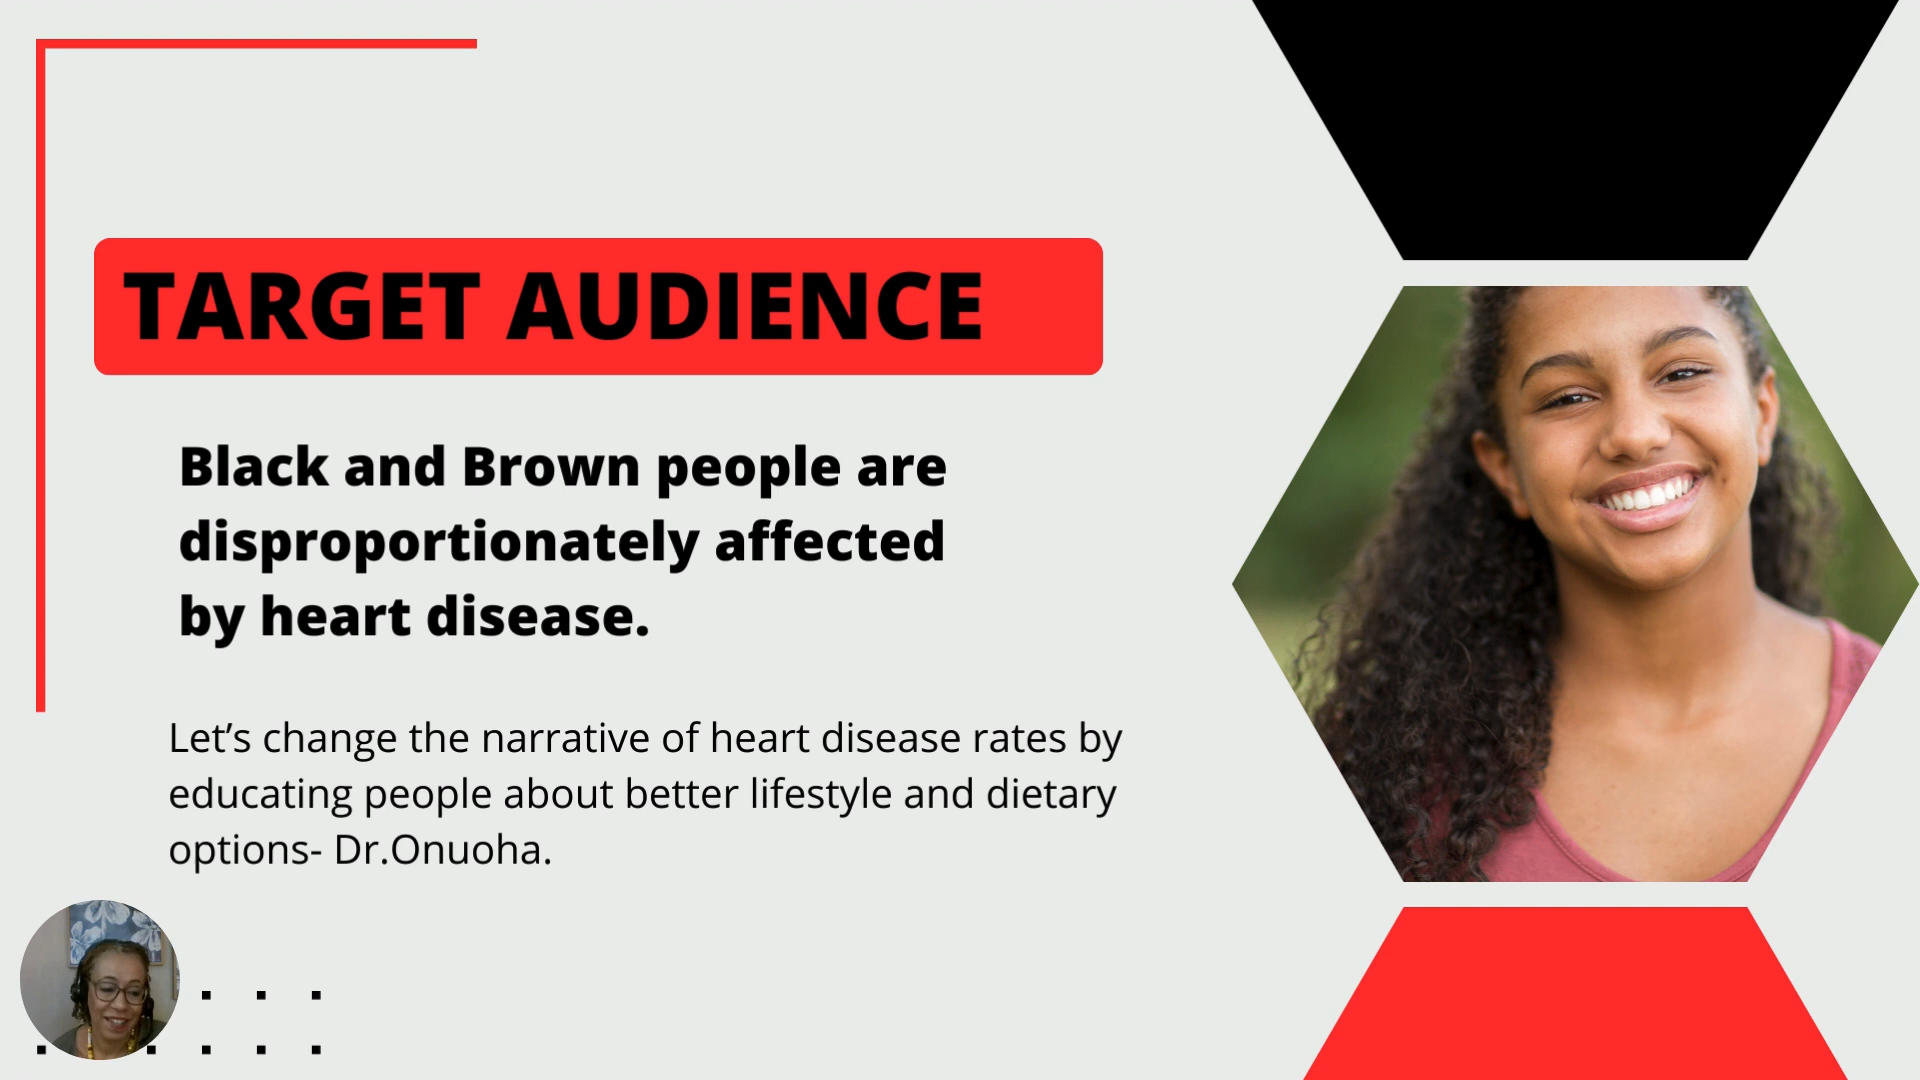 TARGET AUDIENCE
Black and Brown people are
disproportionately affected
by heart disease.
Let’s change the narrative of heart disease rates by
educating people about better lifestyle and dietary
options- Dr.Onuoha.